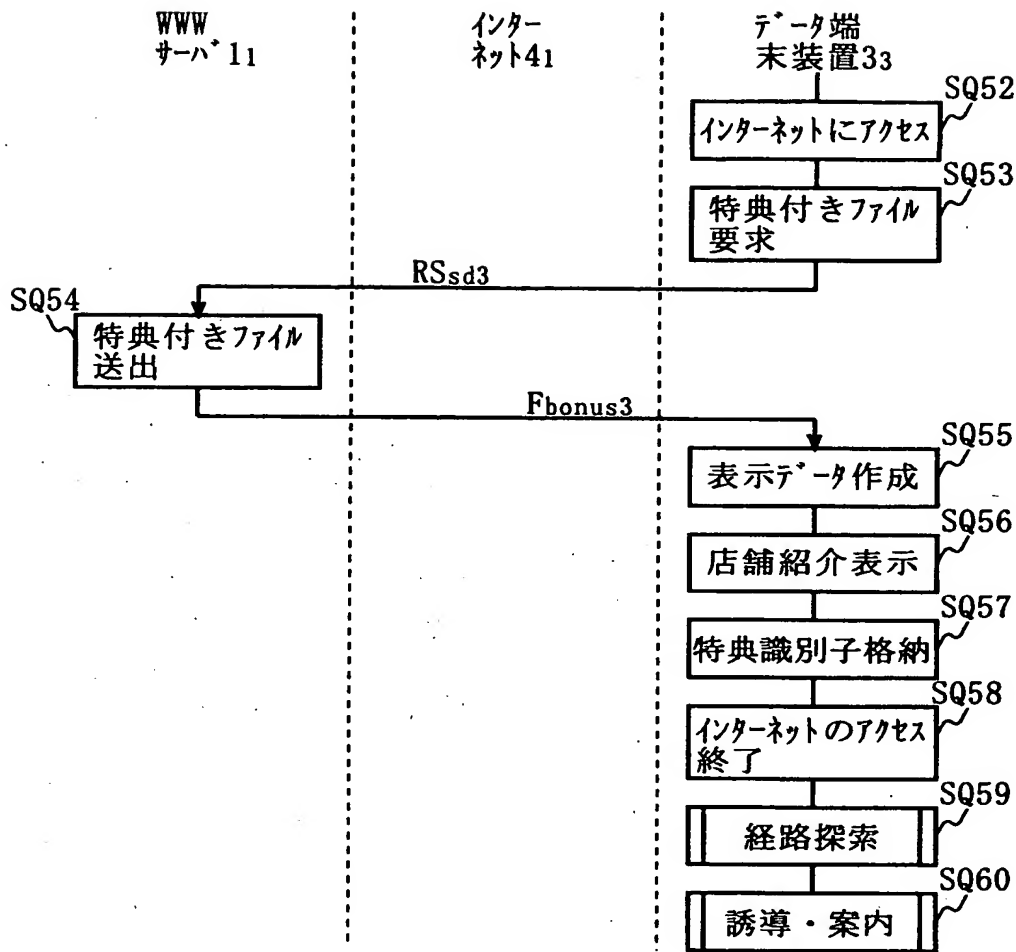 WWW
サーバ1₁
インター
ネット4₁
データ端
末装置3₃
SQ52
インターネットにアクセス
SQ53
特典付きファイル
要求
RSsd3
SQ54
特典付きファイル
送出
Fbonus3
SQ55
表示データ作成
SQ56
店舗紹介表示
SQ57
特典識別子格納
SQ58
インターネットのアクセス
終了
SQ59
経路探索
SQ60
誘導・案内